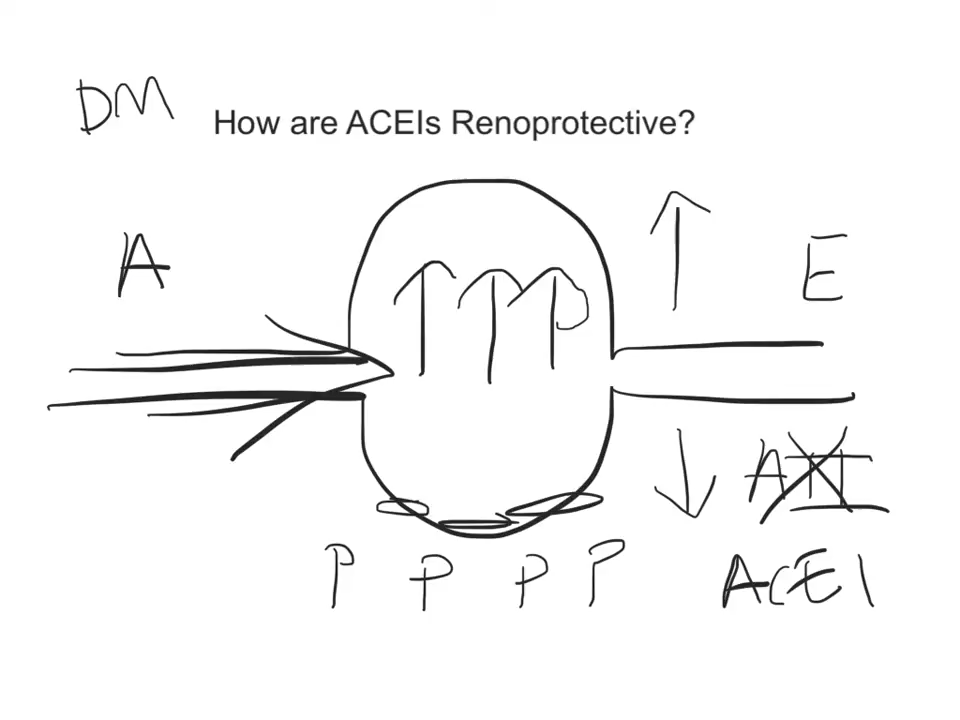 DM
How are ACEIs Renoprotective?
A
E
P
AII
P P P P
ACEI